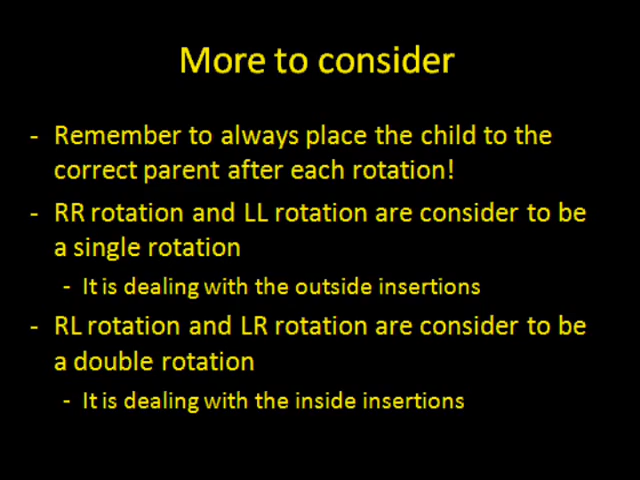 More to consider
- Remember to always place the child to the
correct parent after each rotation!
- RR rotation and LL rotation are consider to be
a single rotation
- It is dealing with the outside insertions
- RL rotation and LR rotation are consider to be
a double rotation
- It is dealing with the inside insertions